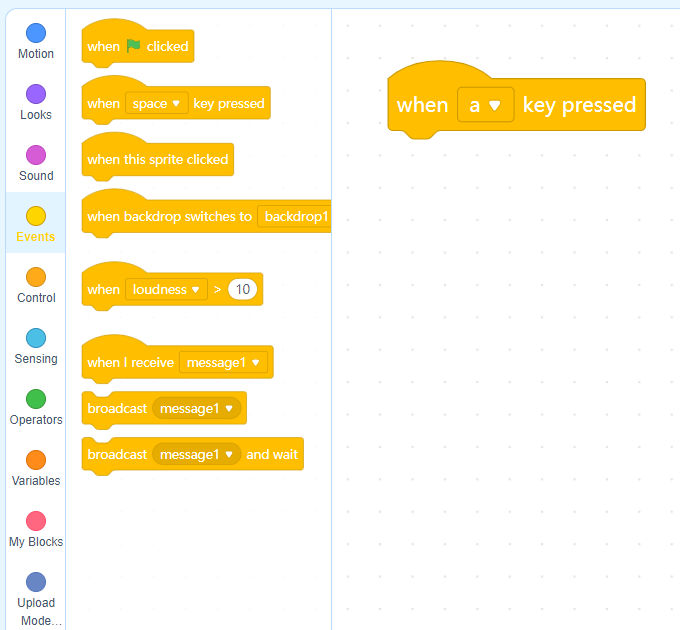 Motion
Looks
Sound
Events
Control
Sensing
Operators
Variables
My Blocks
Upload
Mode...
when clicked
when space key pressed
when this sprite clicked
when backdrop switches to backdrop1
when loudness > 10
when I receive message1
broadcast message1
broadcast message1 and wait
when a key pressed